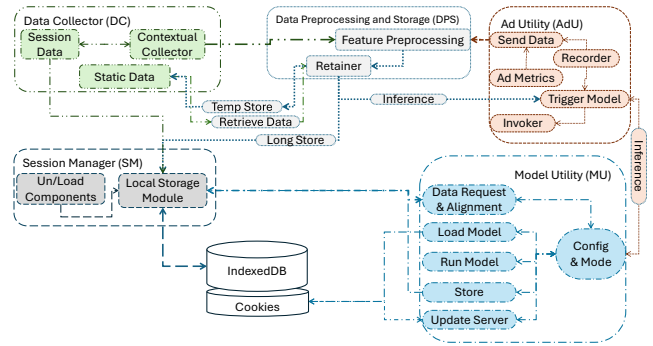 Data Collector (DC)
Session
Data
Contextual
Collector
Static Data
Data Preprocessing and Storage (DPS)
Feature Preprocessing
Retainer
Temp Store
Retrieve Data
Long Store
Inference
Ad Utility (AdU)
Send Data
Recorder
Ad Metrics
Trigger Model
Invoker
Inference
Session Manager (SM)
Un/Load
Components
Local Storage
Module
IndexedDB
Cookies
Model Utility (MU)
Data Request
& Alignment
Load Model
Run Model
Store
Update Server
Config
& Mode